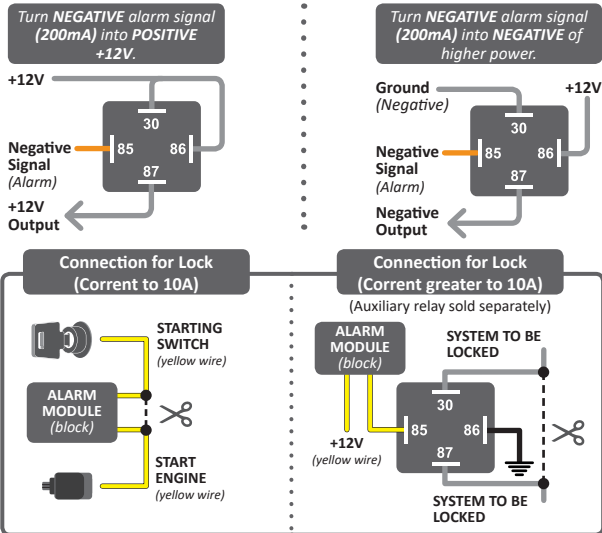 Turn NEGATIVE alarm signal
(200mA) into POSITIVE
+12V.
+12V
30
85
86
87
Negative
Signal
(Alarm)
+12V
Output
Turn NEGATIVE alarm signal
(200mA) into NEGATIVE of
higher power.
Ground
(Negative)
+12V
30
85
86
87
Negative
Signal
(Alarm)
Negative
Output
Connection for Lock
(Corrent to 10A)
STARTING
SWITCH
(yellow wire)
ALARM
MODULE
(block)
START
ENGINE
(yellow wire)
Connection for Lock
(Corrent greater to 10A)
(Auxiliary relay sold separately)
ALARM
MODULE
(block)
SYSTEM TO BE
LOCKED
30
85
86
87
+12V
(yellow wire)
SYSTEM TO BE
LOCKED